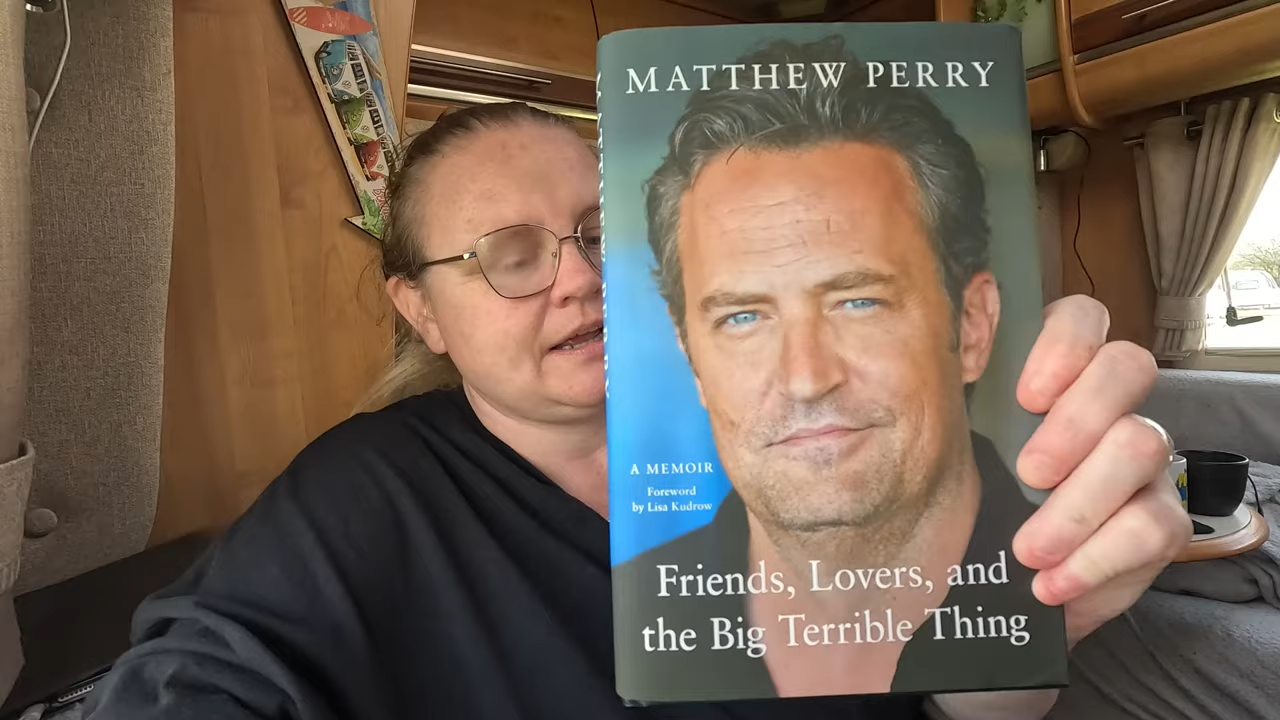 MATTHEW PERRY
A MEMOIR
Foreword
by Lisa Kudrow
Friends, Lovers, and
the Big Terrible Thing